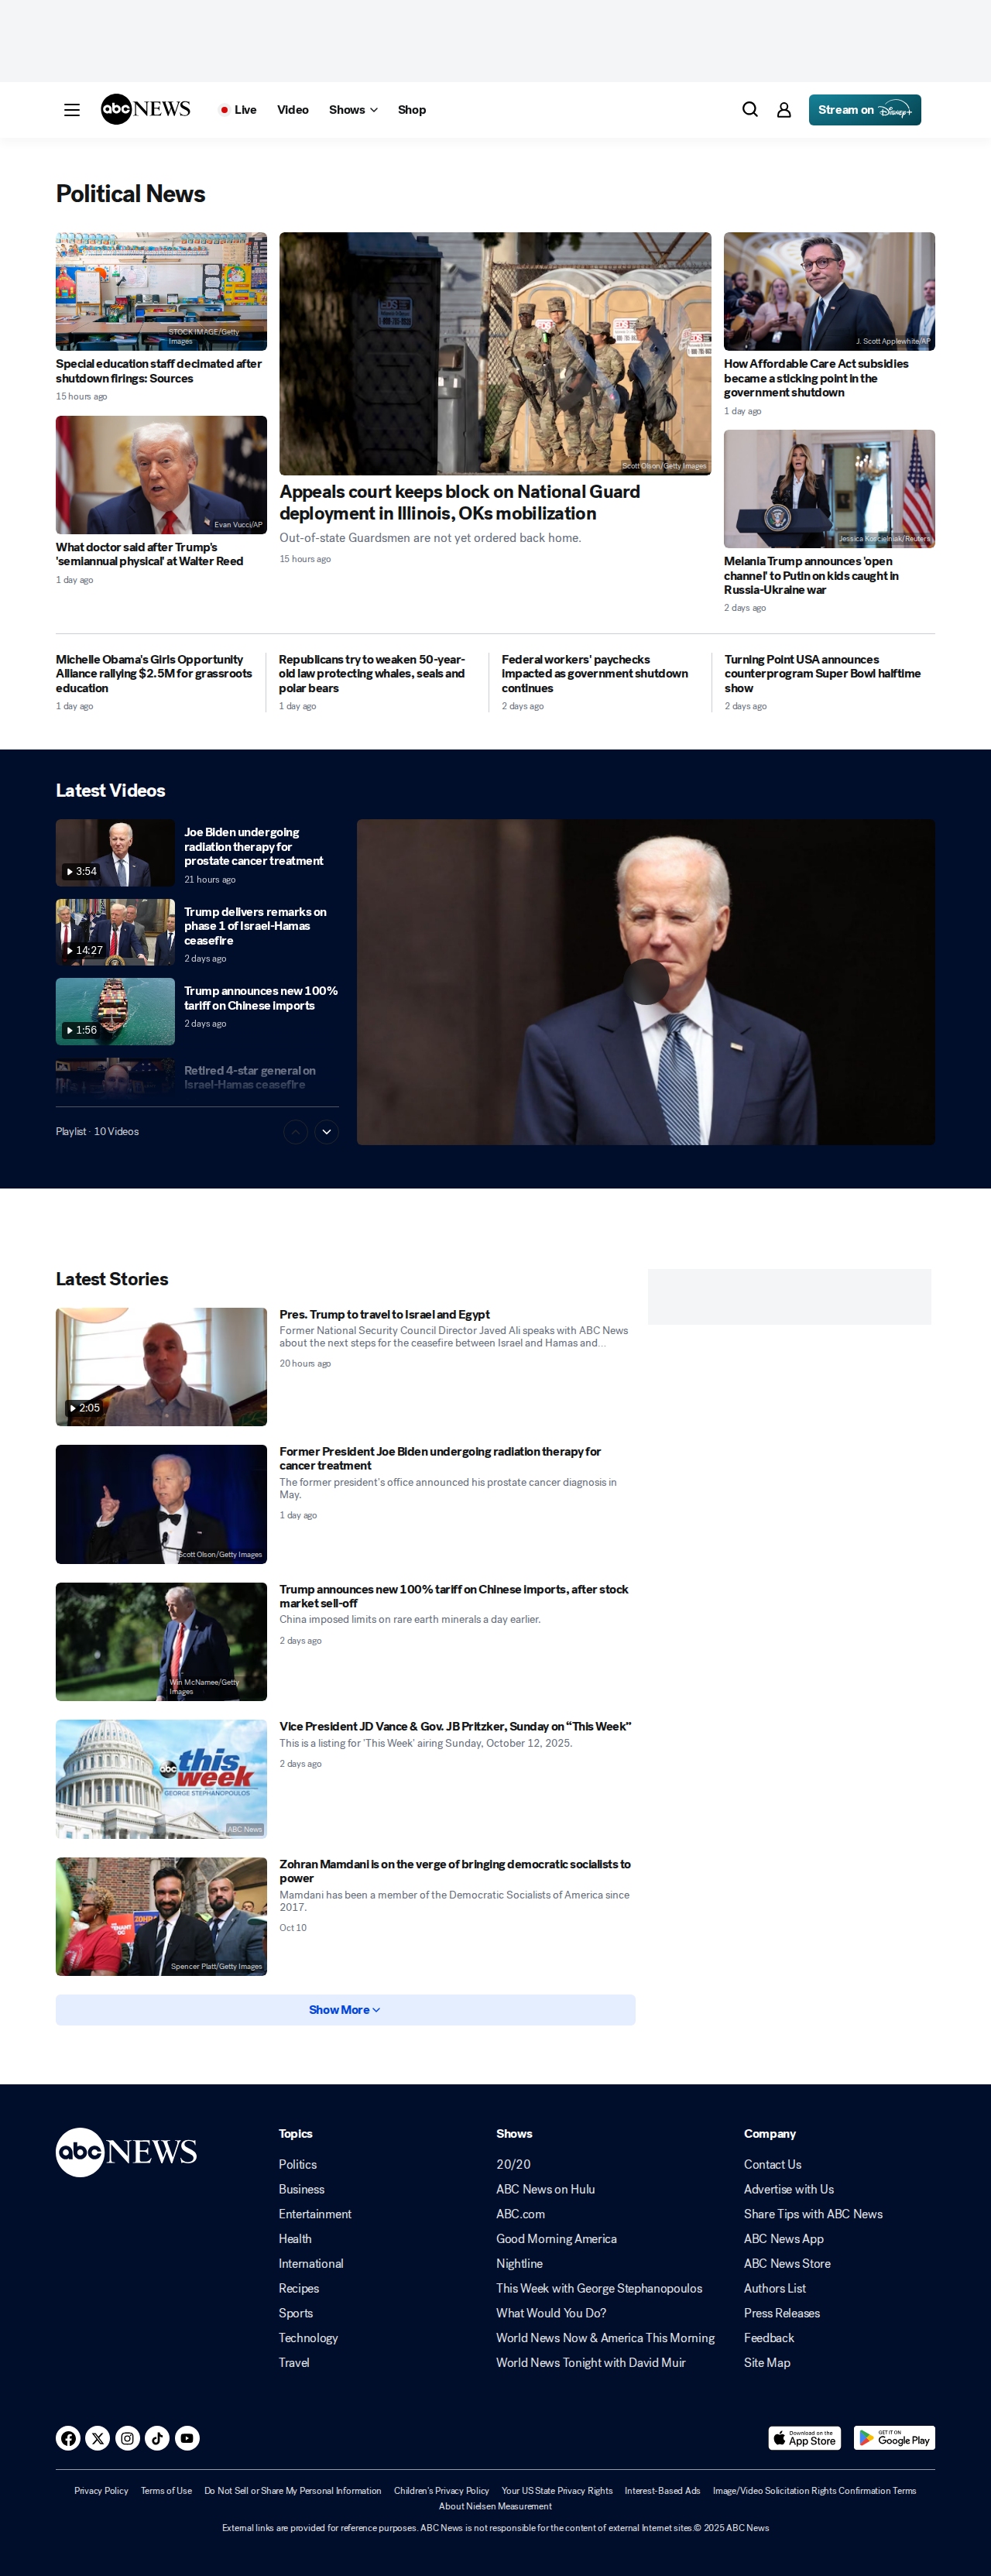 abc NEWS
Live
Video
Shows
Shop
Stream on Disney+
Political News
STOCK IMAGE/Getty
Images
Special education staff decimated after
shutdown firings: Sources
15 hours ago
Evan Vucci/AP
What doctor said after Trump's
'semiannual physical' at Walter Reed
1 day ago
Scott Olson/Getty Images
Appeals court keeps block on National Guard
deployment in Illinois, OKs mobilization
Out-of-state Guardsmen are not yet ordered back home.
15 hours ago
J. Scott Applewhite/AP
How Affordable Care Act subsidies
became a sticking point in the
government shutdown
1 day ago
Jessica Koscielniak/Reuters
Melania Trump announces 'open
channel' to Putin on kids caught in
Russia-Ukraine war
2 days ago
Michelle Obama's Girls Opportunity
Alliance rallying $2.5M for grassroots
education
1 day ago
Republicans try to weaken 50-year-
old law protecting whales, seals and
polar bears
1 day ago
Federal workers' paychecks
impacted as government shutdown
continues
2 days ago
Turning Point USA announces
counterprogram Super Bowl halftime
show
2 days ago
Latest Videos
3:54
Joe Biden undergoing
radiation therapy for
prostate cancer treatment
21 hours ago
14:27
Trump delivers remarks on
phase 1 of Israel-Hamas
ceasefire
2 days ago
1:56
Trump announces new 100%
tariff on Chinese imports
2 days ago
Retired 4-star general on
Israel-Hamas ceasefire
Playlist · 10 Videos
Latest Stories
2:05
Pres. Trump to travel to Israel and Egypt
Former National Security Council Director Javed Ali speaks with ABC News
about the next steps for the ceasefire between Israel and Hamas and...
20 hours ago
Scott Olson/Getty Images
Former President Joe Biden undergoing radiation therapy for
cancer treatment
The former president's office announced his prostate cancer diagnosis in
May.
1 day ago
Win McNamee/Getty
Images
Trump announces new 100% tariff on Chinese imports, after stock
market sell-off
China imposed limits on rare earth minerals a day earlier.
2 days ago
abc this
week
GEORGE STEPHANOPOULOS
ABC News
Vice President JD Vance & Gov. JB Pritzker, Sunday on “This Week”
This is a listing for 'This Week' airing Sunday, October 12, 2025.
2 days ago
Spencer Platt/Getty Images
Zohran Mamdani is on the verge of bringing democratic socialists to
power
Mamdani has been a member of the Democratic Socialists of America since
2017.
Oct 10
Show More
abc NEWS
Topics
Politics
Business
Entertainment
Health
International
Recipes
Sports
Technology
Travel
Shows
20/20
ABC News on Hulu
ABC.com
Good Morning America
Nightline
This Week with George Stephanopoulos
What Would You Do?
World News Now & America This Morning
World News Tonight with David Muir
Company
Contact Us
Advertise with Us
Share Tips with ABC News
ABC News App
ABC News Store
Authors List
Press Releases
Feedback
Site Map
Download on the
App Store
GET IT ON
Google Play
Privacy Policy
Terms of Use
Do Not Sell or Share My Personal Information
Children's Privacy Policy
Your US State Privacy Rights
Interest-Based Ads
Image/Video Solicitation Rights Confirmation Terms
About Nielsen Measurement
External links are provided for reference purposes. ABC News is not responsible for the content of external Internet sites.© 2025 ABC News